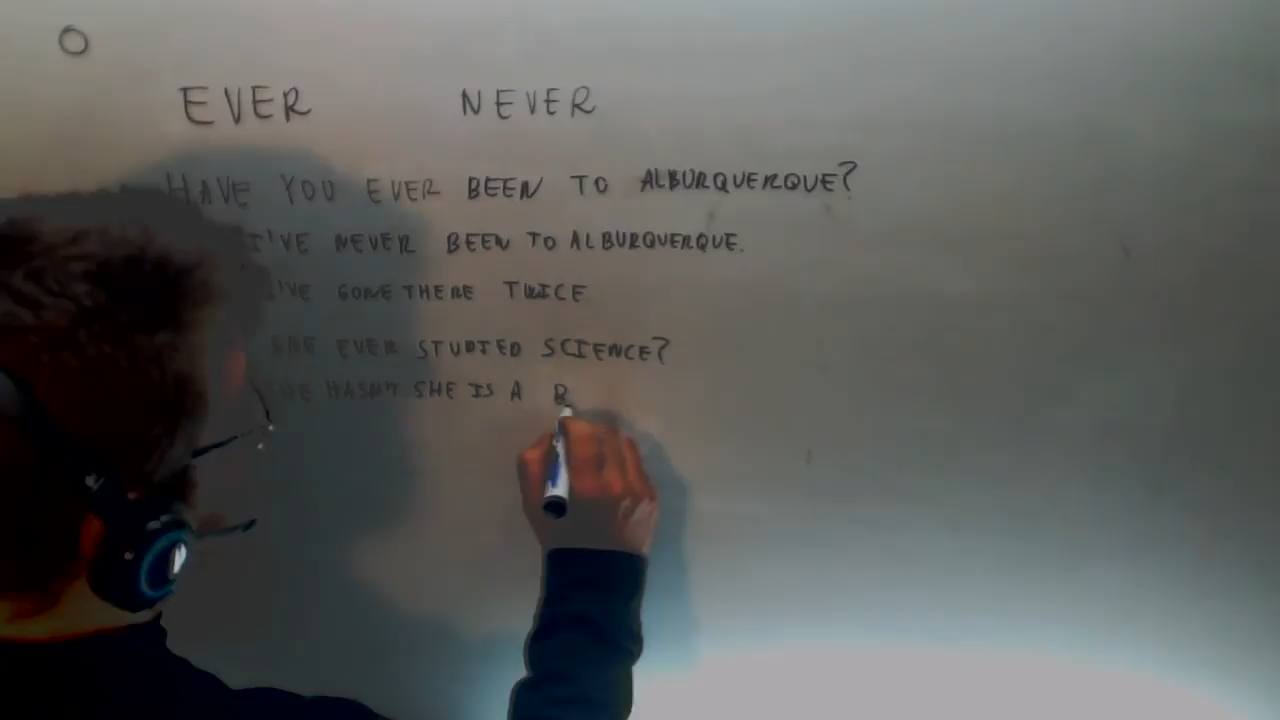 EVER NEVER
HAVE YOU EVER BEEN TO ALBURQUERQUE?
I'VE NEVER BEEN TO ALBURQUERQUE.
I'VE GONE THERE TWICE
SHE EVER STUDIED SCIENCE?
HASN'T SHE IS A B